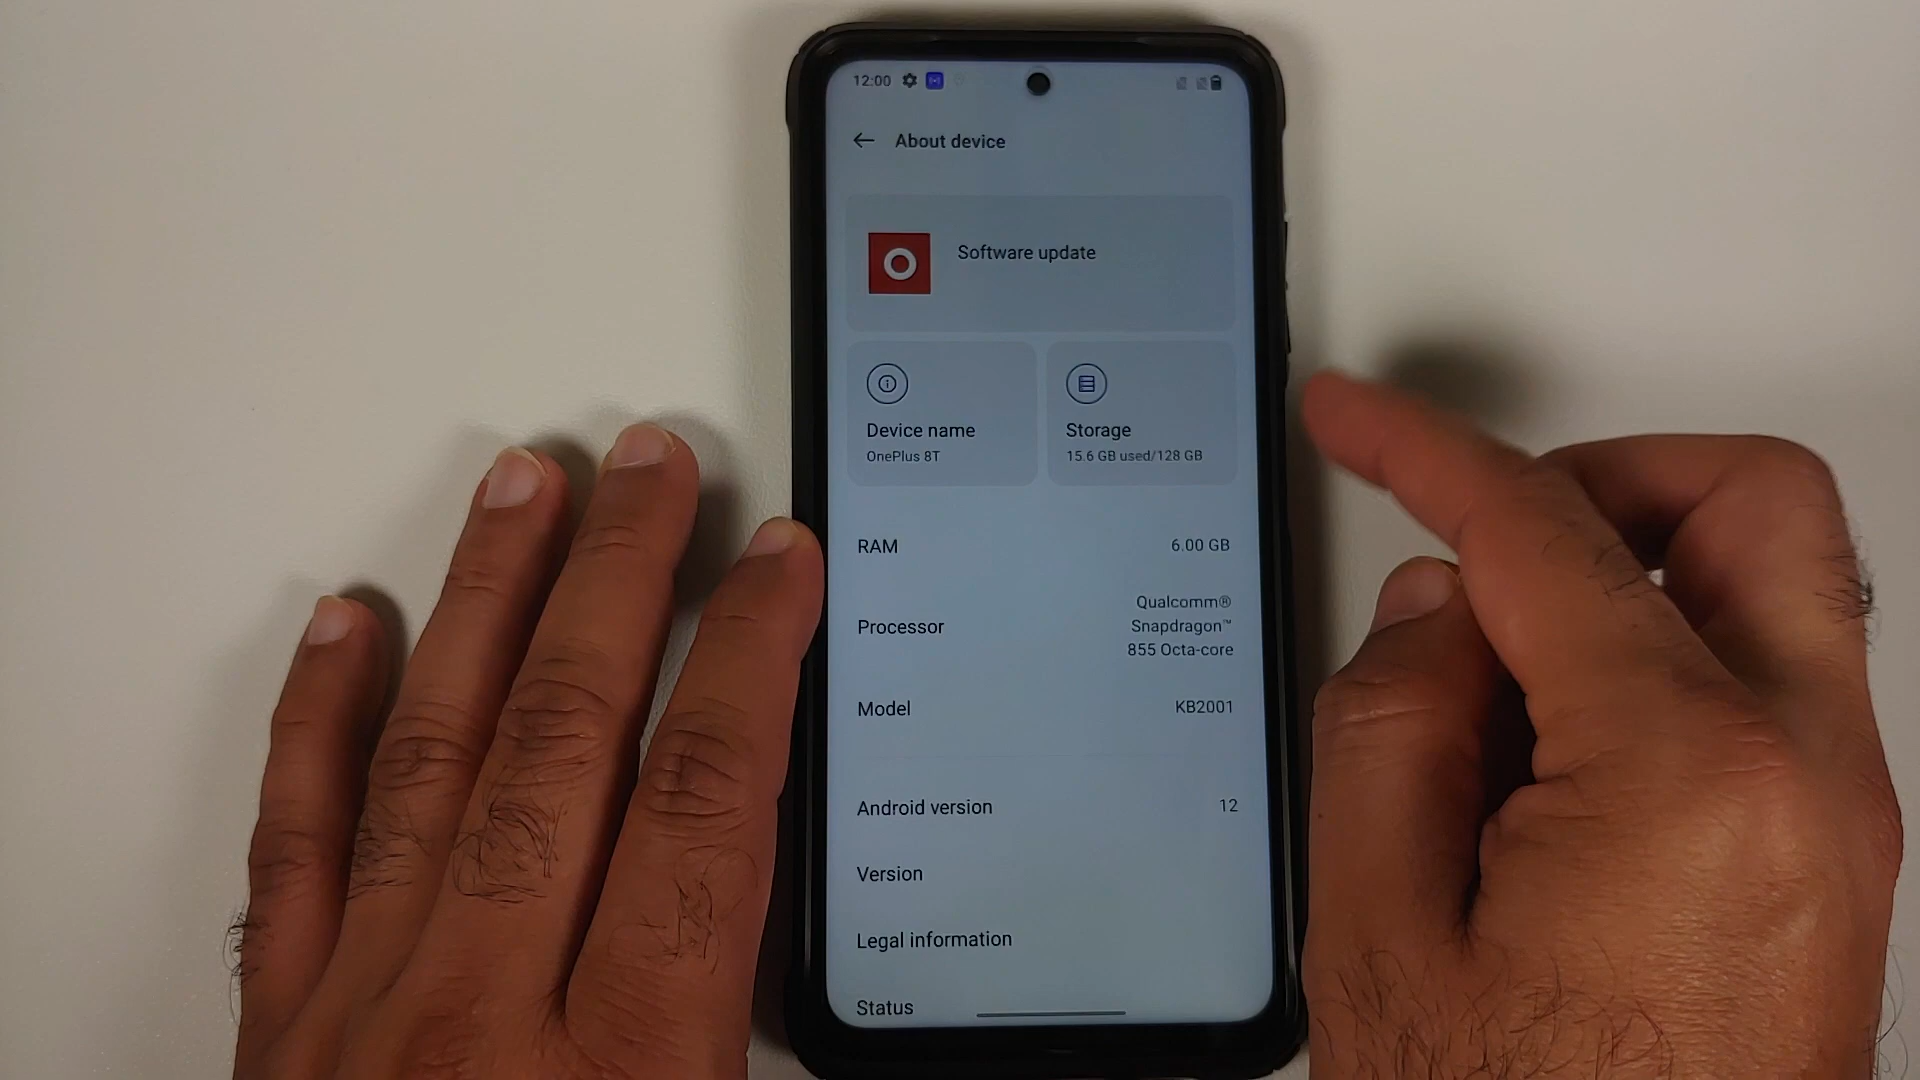 12:00
About device
Software update
Device name
OnePlus 8T
Storage
15.6 GB used/128 GB
RAM
6.00 GB
Processor
Qualcomm®
Snapdragon™
855 Octa-core
Model
KB2001
Android version
12
Version
Legal information
Status